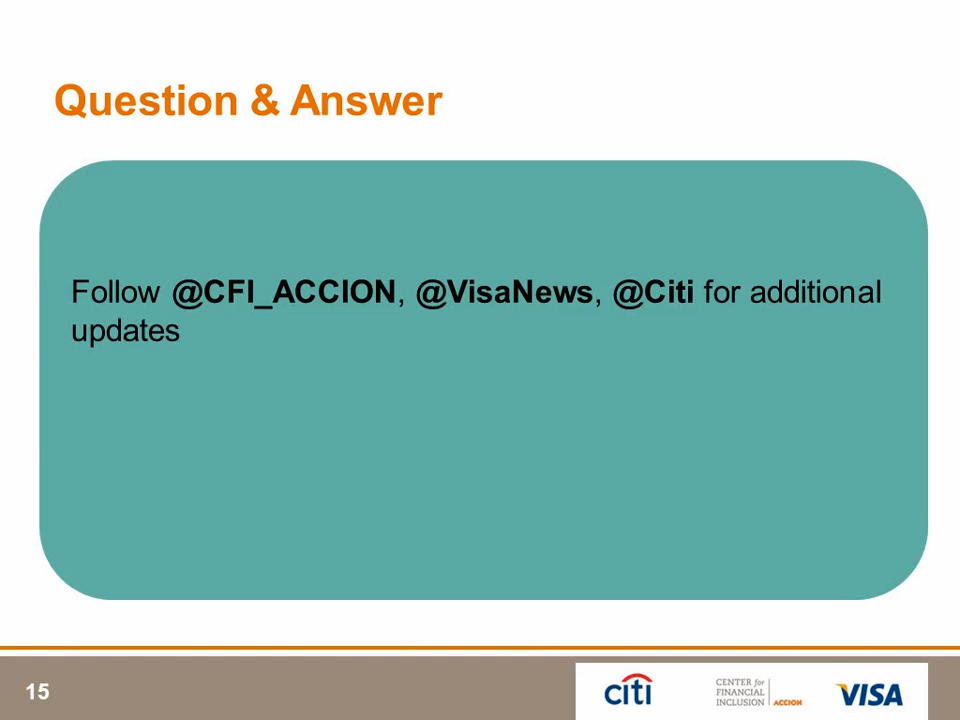 Question & Answer
Follow @CFI_ACCION, @VisaNews, @Citi for additional
updates
15
citi
CENTER for
FINANCIAL
INCLUSION | ACCION
VISA